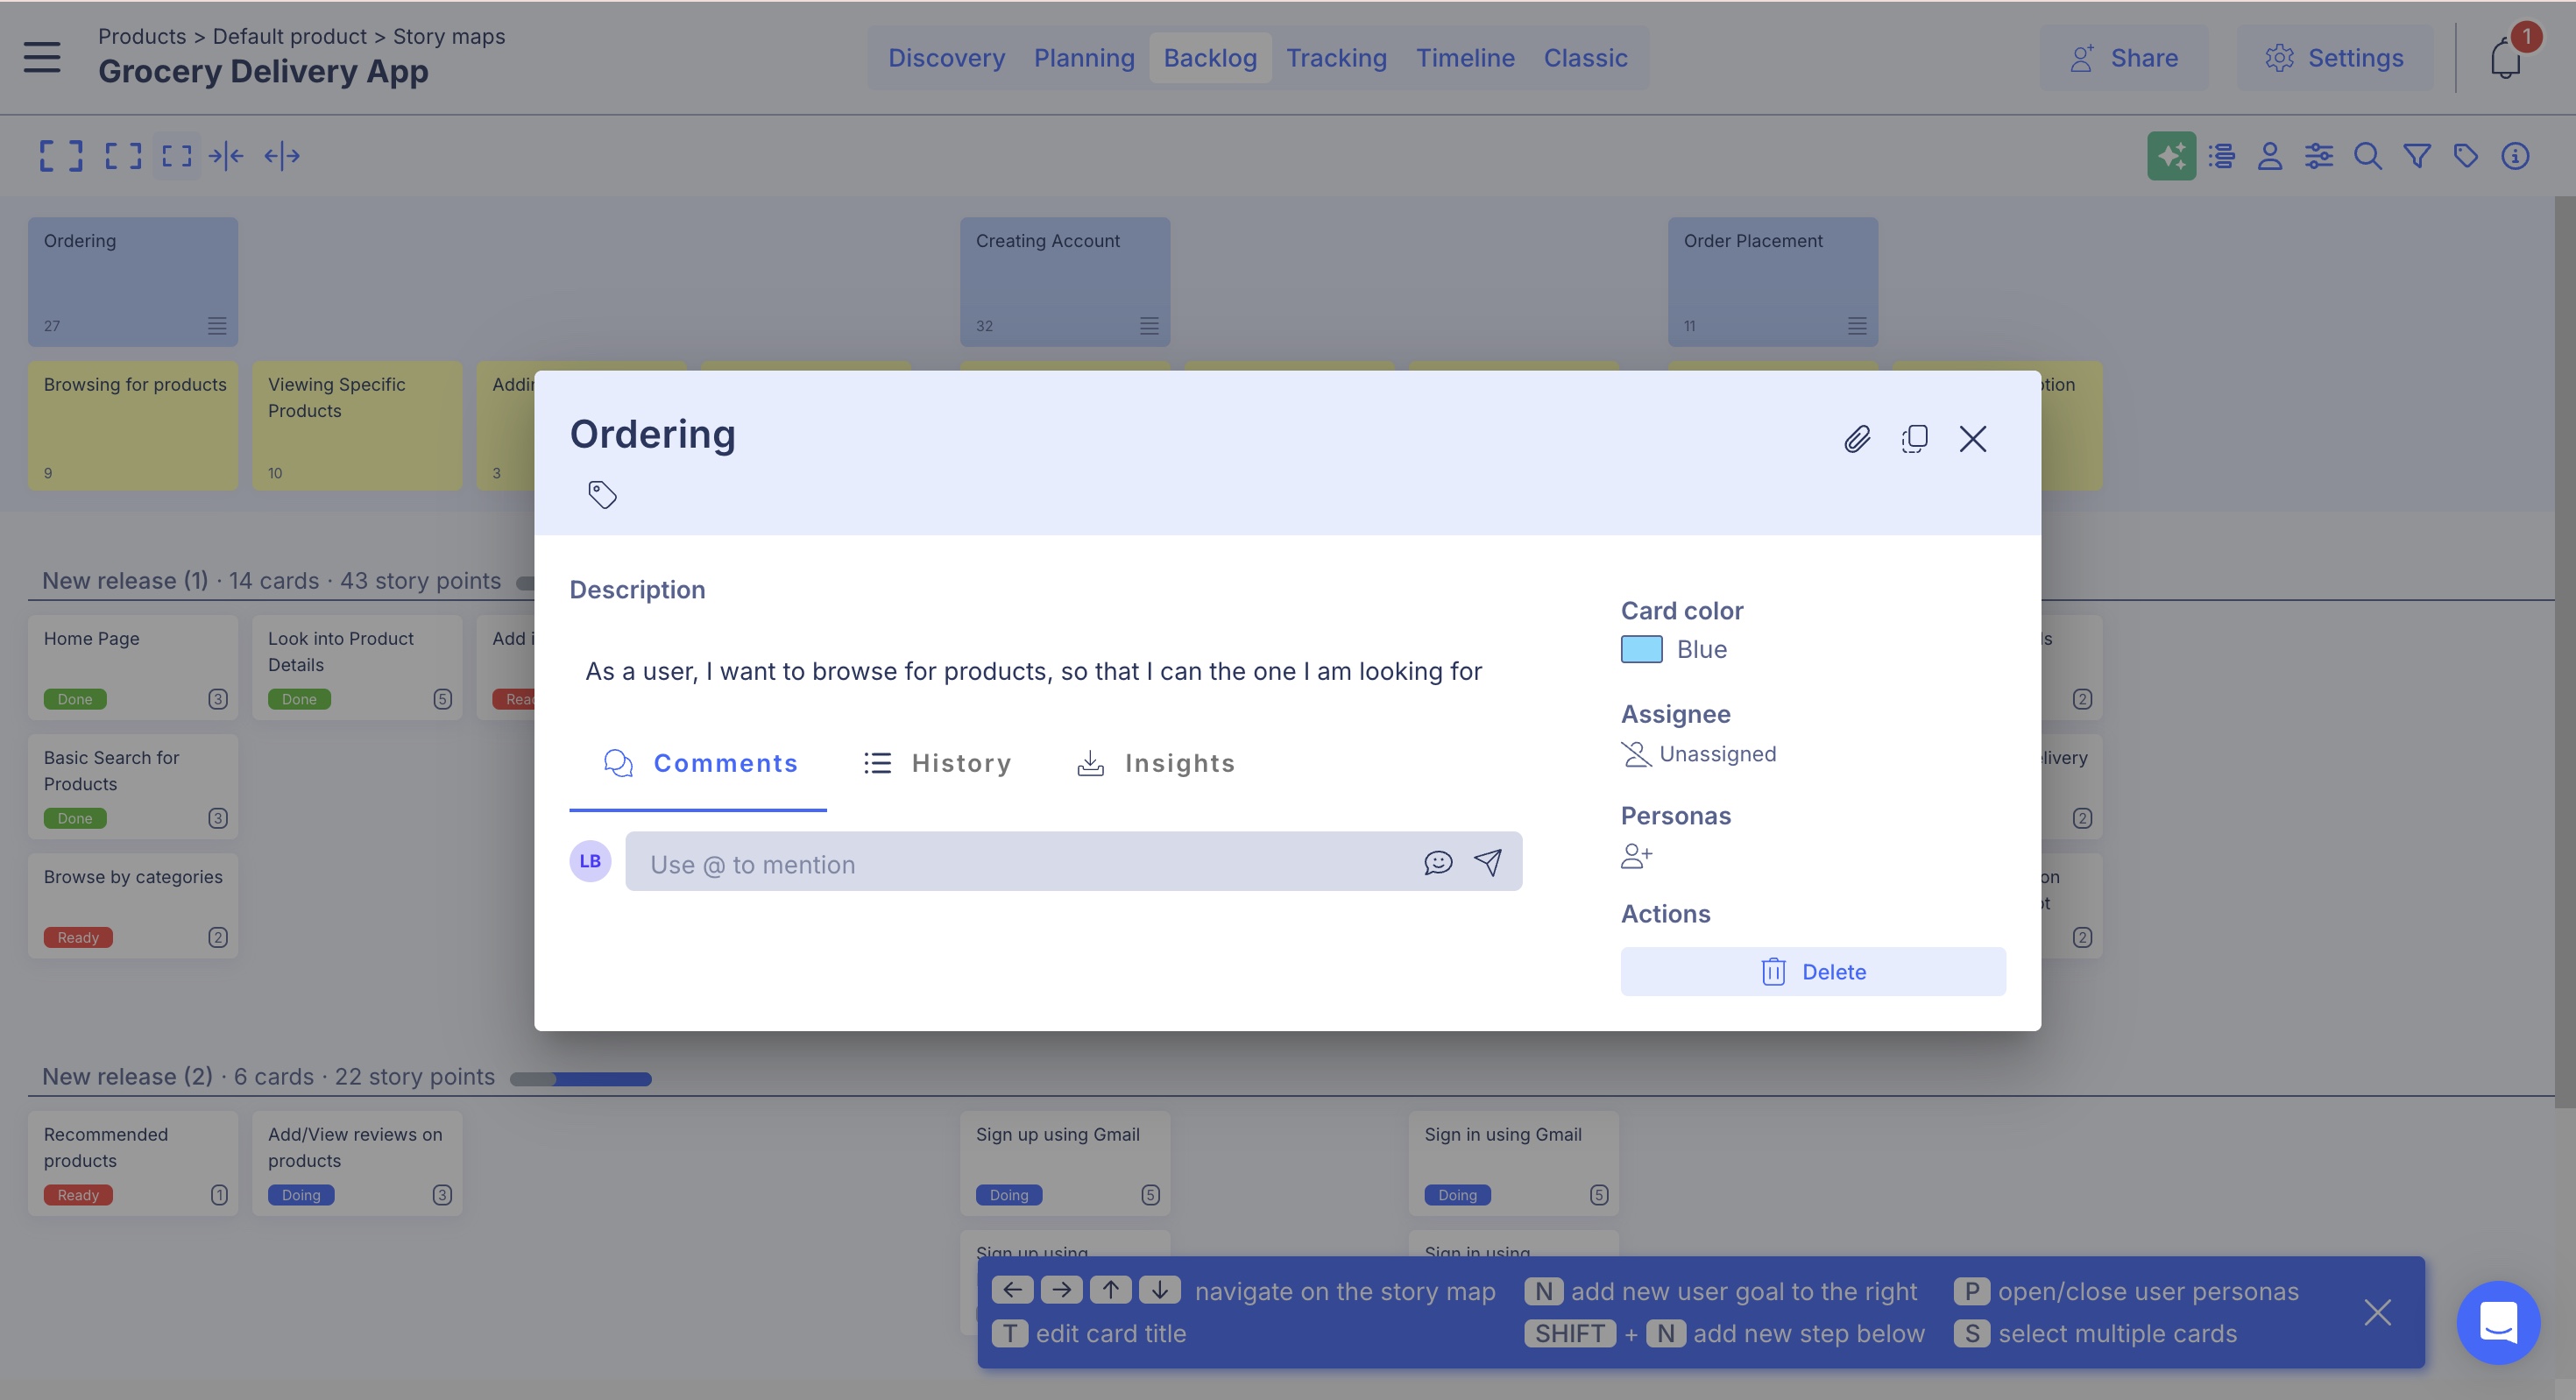 Products > Default product > Story maps
Grocery Delivery App
Discovery Planning Backlog Tracking Timeline Classic
Share
Settings
1
Ordering
27
Creating Account
32
Order Placement
11
Browsing for products
9
Viewing Specific
Products
10
3
Ordering
Description
As a user, I want to browse for products, so that I can the one I am looking for
Comments
History
Insights
LB
Use @ to mention
Card color
Blue
Assignee
Unassigned
Personas
Actions
Delete
New release (1) · 14 cards · 43 story points
Home Page
Done
3
Look into Product
Details
Done
5
Add
2
Basic Search for
Products
Done
3
2
Browse by categories
Ready
2
2
New release (2) · 6 cards · 22 story points
Recommended
products
Ready
1
Add/View reviews on
products
Doing
3
Sign up using Gmail
Doing
5
Sign in using Gmail
Doing
5
Sign up using
Sign in using
← → ↑ ↓ navigate on the story map
N add new user goal to the right
P open/close user personas
T edit card title
SHIFT + N add new step below
S select multiple cards